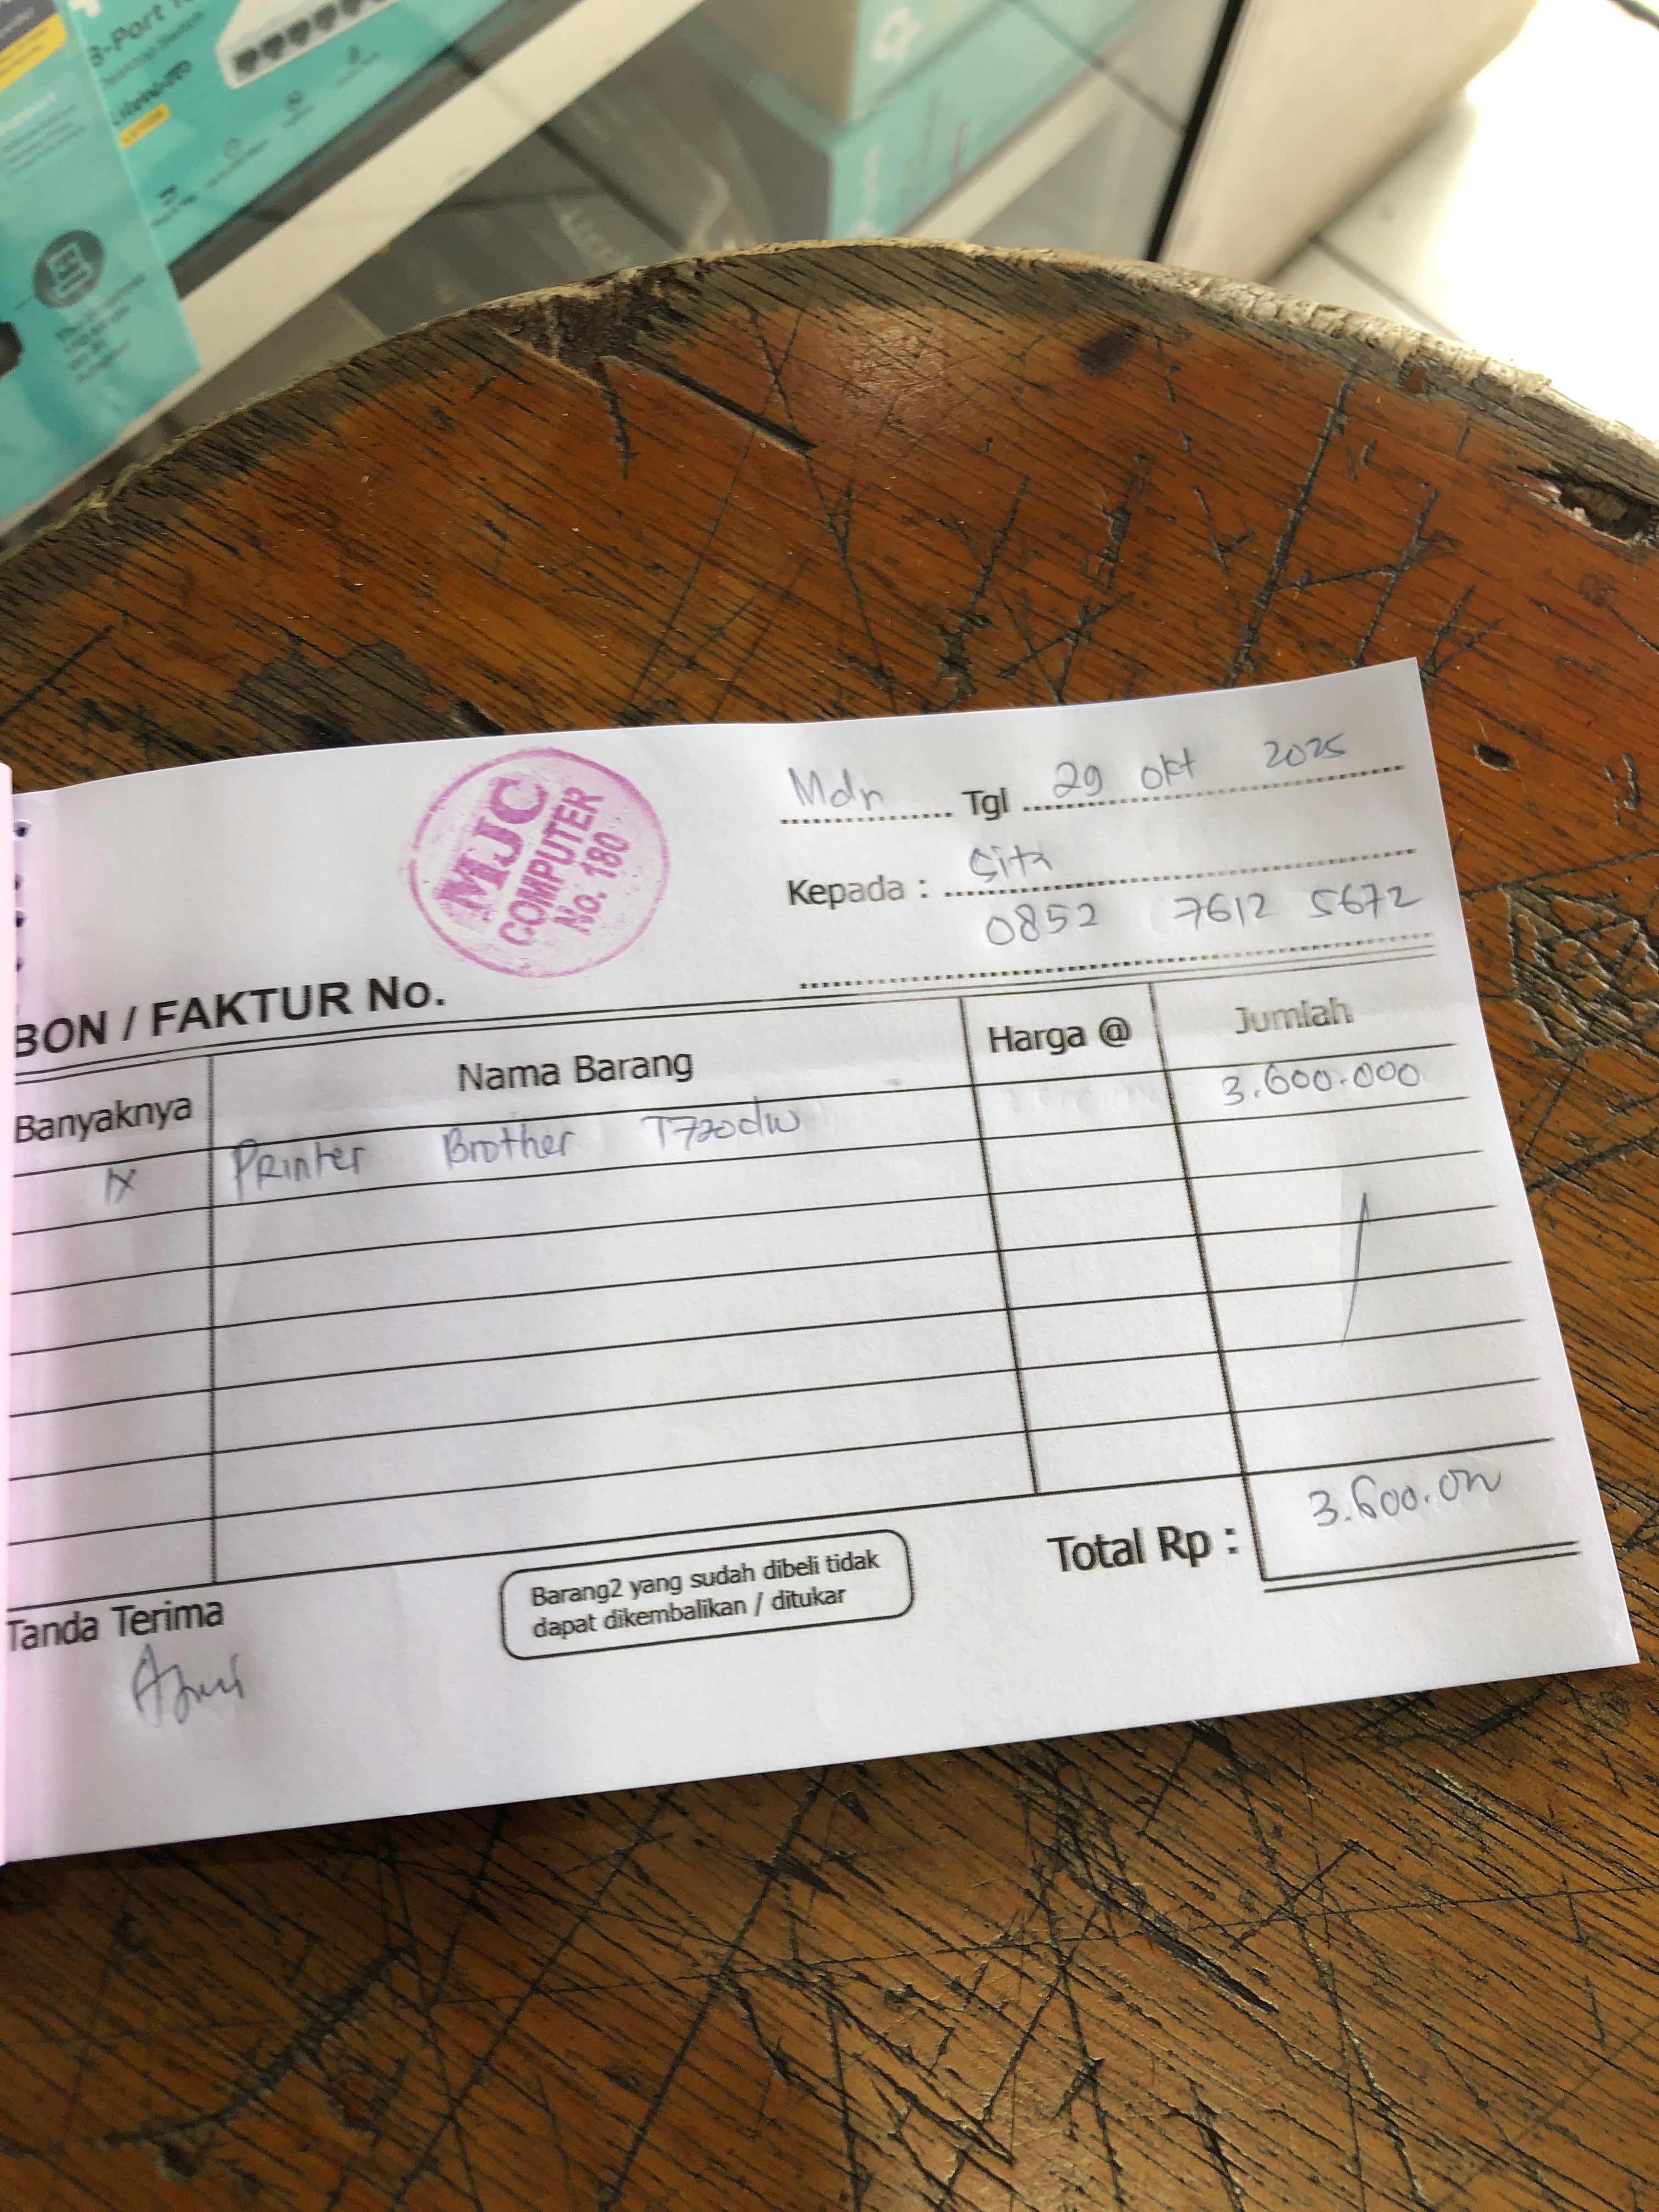 8-Port
MJC
COMPUTER
No. 180
Mdn Tgl 29 Okt 2025
Kepada : Sita
0852 7612 5672
BON / FAKTUR No.
Banyaknya Nama Barang Harga @ Jumlah
1x Printer Brother T720dw 3.600.000
Total Rp : 3.600.000
Tanda Terima
Barang2 yang sudah dibeli tidak
dapat dikembalikan / ditukar